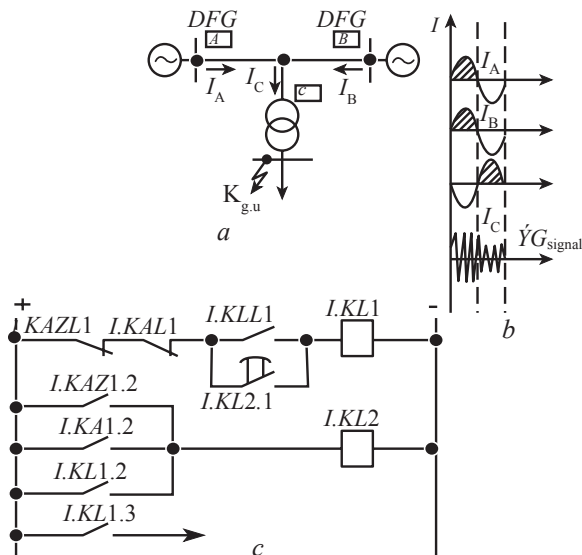 DFG DFG
A B
I_A I_C c I_B
K_g.u
a
I
I_A
I_B
I_C
ÝG_signal
b
+ -
KAZL1 I.KAL1 I.KLL1 I.KL1
I.KL2.1
I.KAZ1.2
I.KA1.2 I.KL2
I.KL1.2
I.KL1.3
c